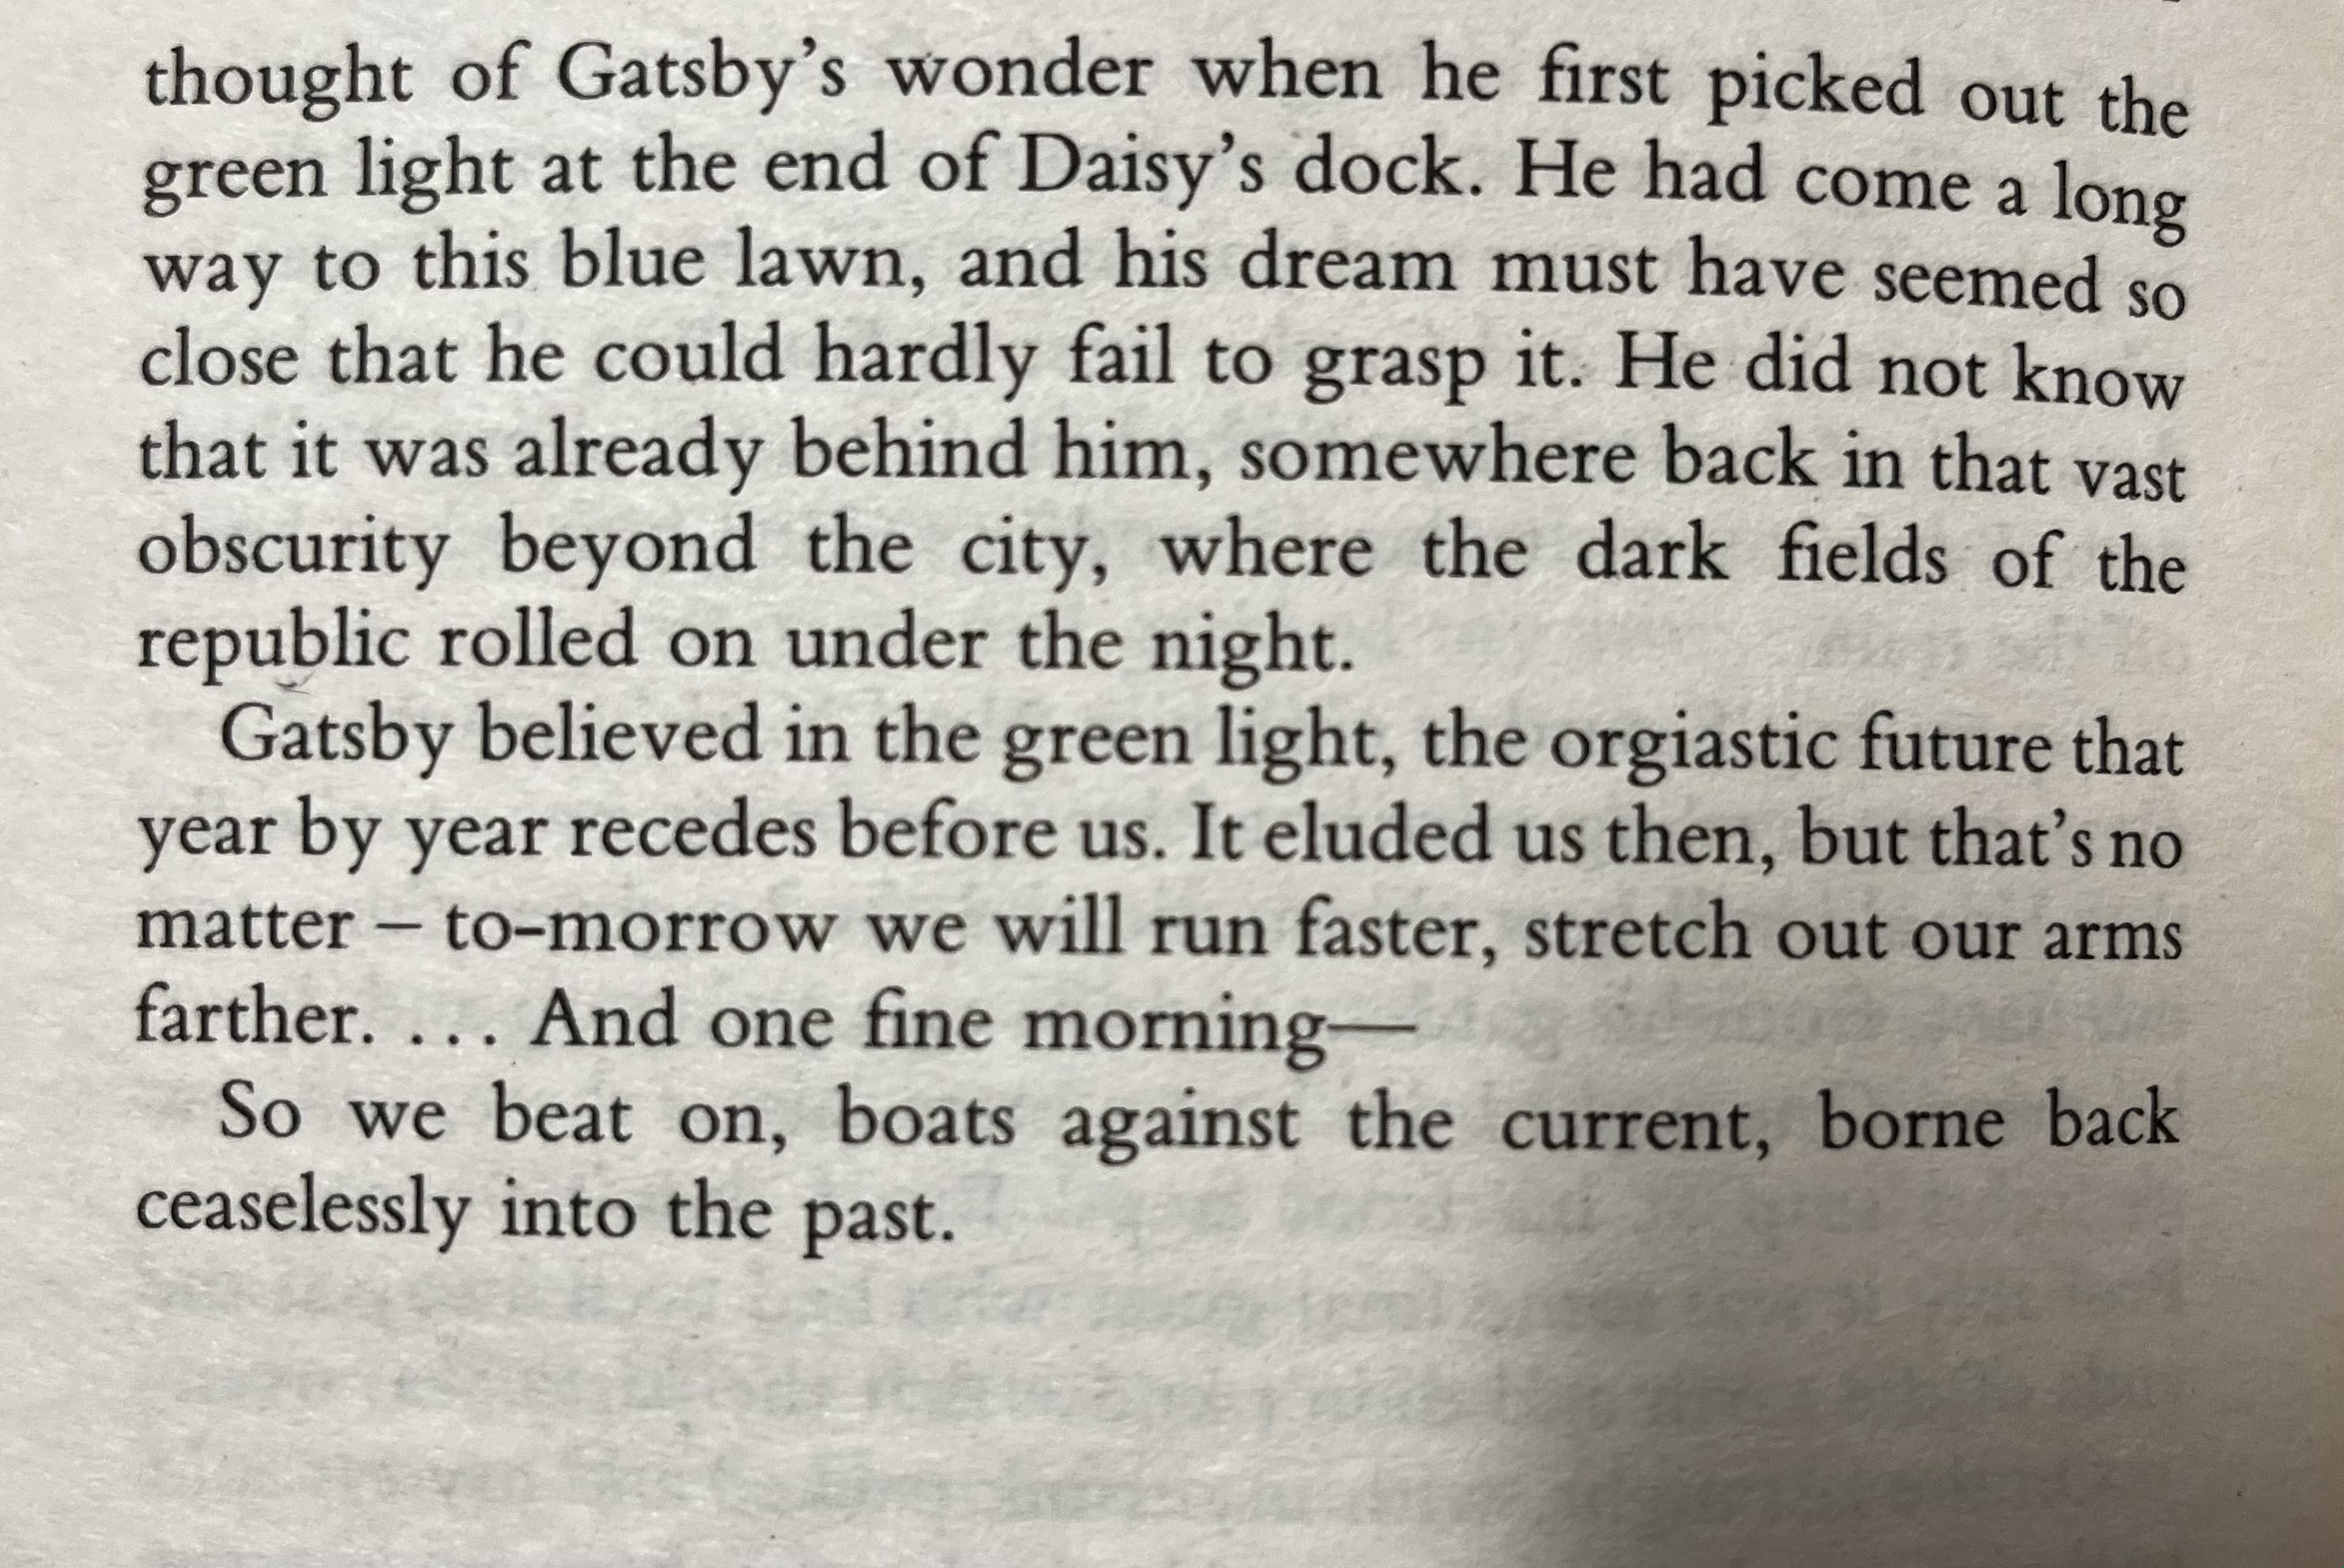 thought of Gatsby’s wonder when he first picked out the
green light at the end of Daisy’s dock. He had come a long
way to this blue lawn, and his dream must have seemed so
close that he could hardly fail to grasp it. He did not know
that it was already behind him, somewhere back in that vast
obscurity beyond the city, where the dark fields of the
republic rolled on under the night.
Gatsby believed in the green light, the orgiastic future that
year by year recedes before us. It eluded us then, but that’s no
matter – to-morrow we will run faster, stretch out our arms
farther. . . . And one fine morning—
So we beat on, boats against the current, borne back
ceaselessly into the past.